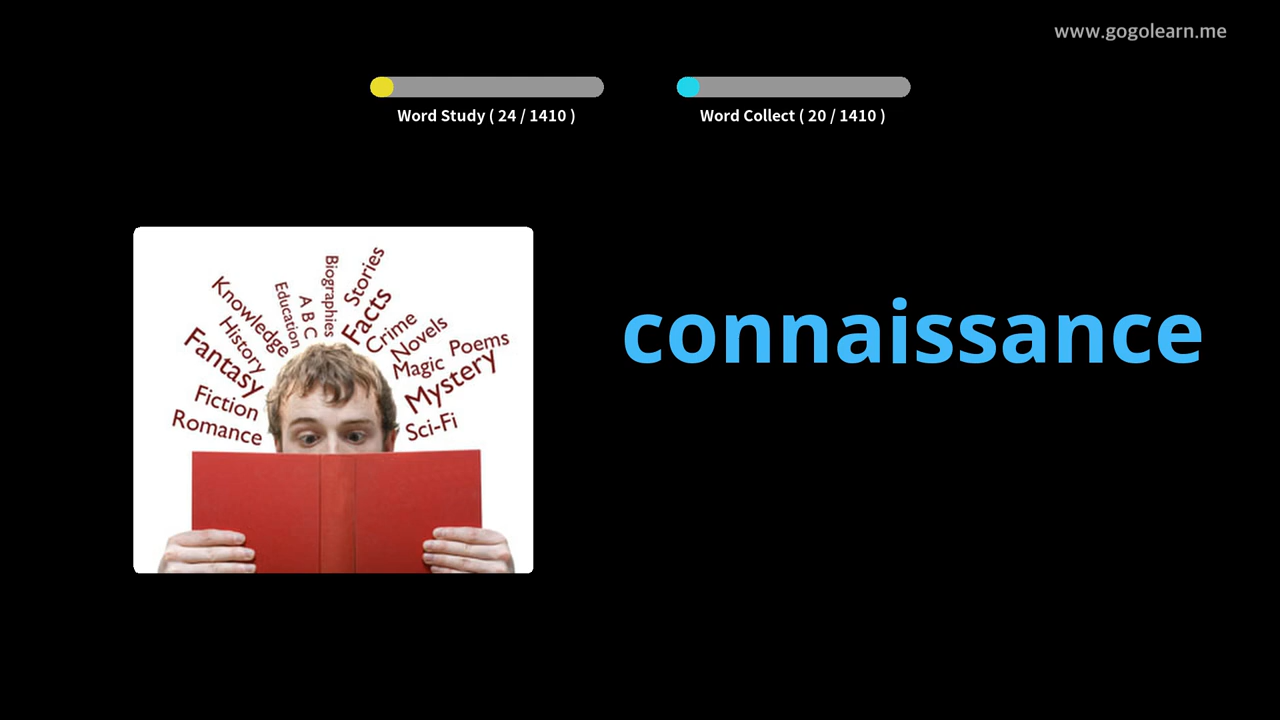 www.gogolearn.me
Word Study ( 24 / 1410 )
Word Collect ( 20 / 1410 )
connaissance
Knowledge
History
Fantasy
Fiction
Romance
Education
A B C
Biographies
Stories
Facts
Crime
Novels
Magic
Poems
Mystery
Sci-Fi